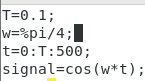 T=0.1;
w=%pi/4;
t=0:T:500;
signal=cos(w*t);